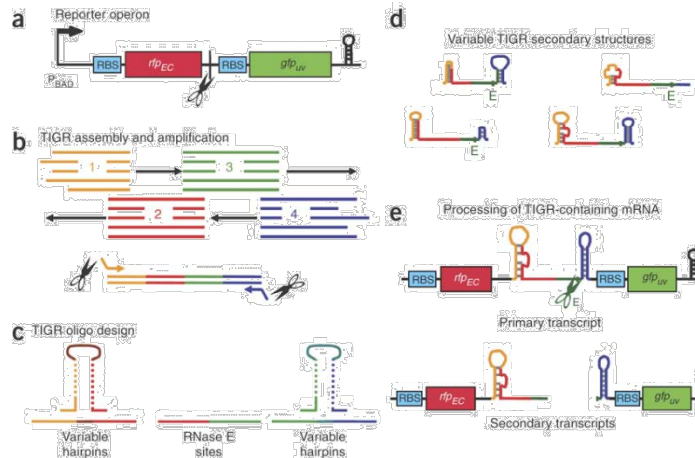 a
Reporter operon
RBS
rfpEC
RBS
gfpuv
PBAD
b
TIGR assembly and amplification
1
3
2
4
c
TIGR oligo design
Variable
hairpins
RNase E
sites
Variable
hairpins
d
Variable TIGR secondary structures
E
E
E
e
Processing of TIGR-containing mRNA
RBS
rfpEC
E
RBS
gfpuv
Primary transcript
RBS
rfpEC
RBS
gfpuv
Secondary transcripts